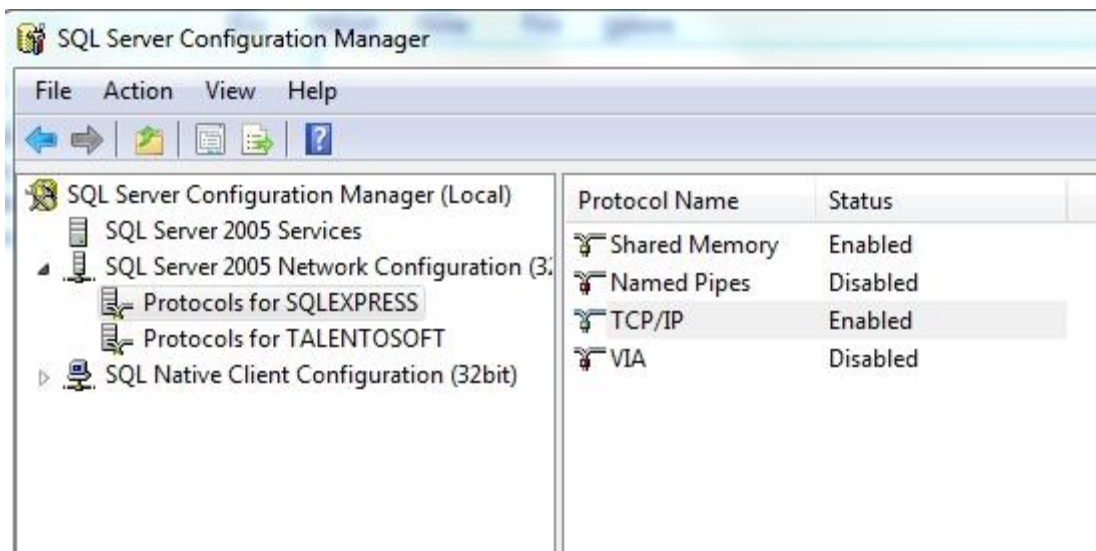 SQL Server Configuration Manager
File Action View Help
SQL Server Configuration Manager (Local)
SQL Server 2005 Services
SQL Server 2005 Network Configuration (32
Protocols for SQLEXPRESS
Protocols for TALENTOSOFT
SQL Native Client Configuration (32bit)
Protocol Name Status
Shared Memory Enabled
Named Pipes Disabled
TCP/IP Enabled
VIA Disabled